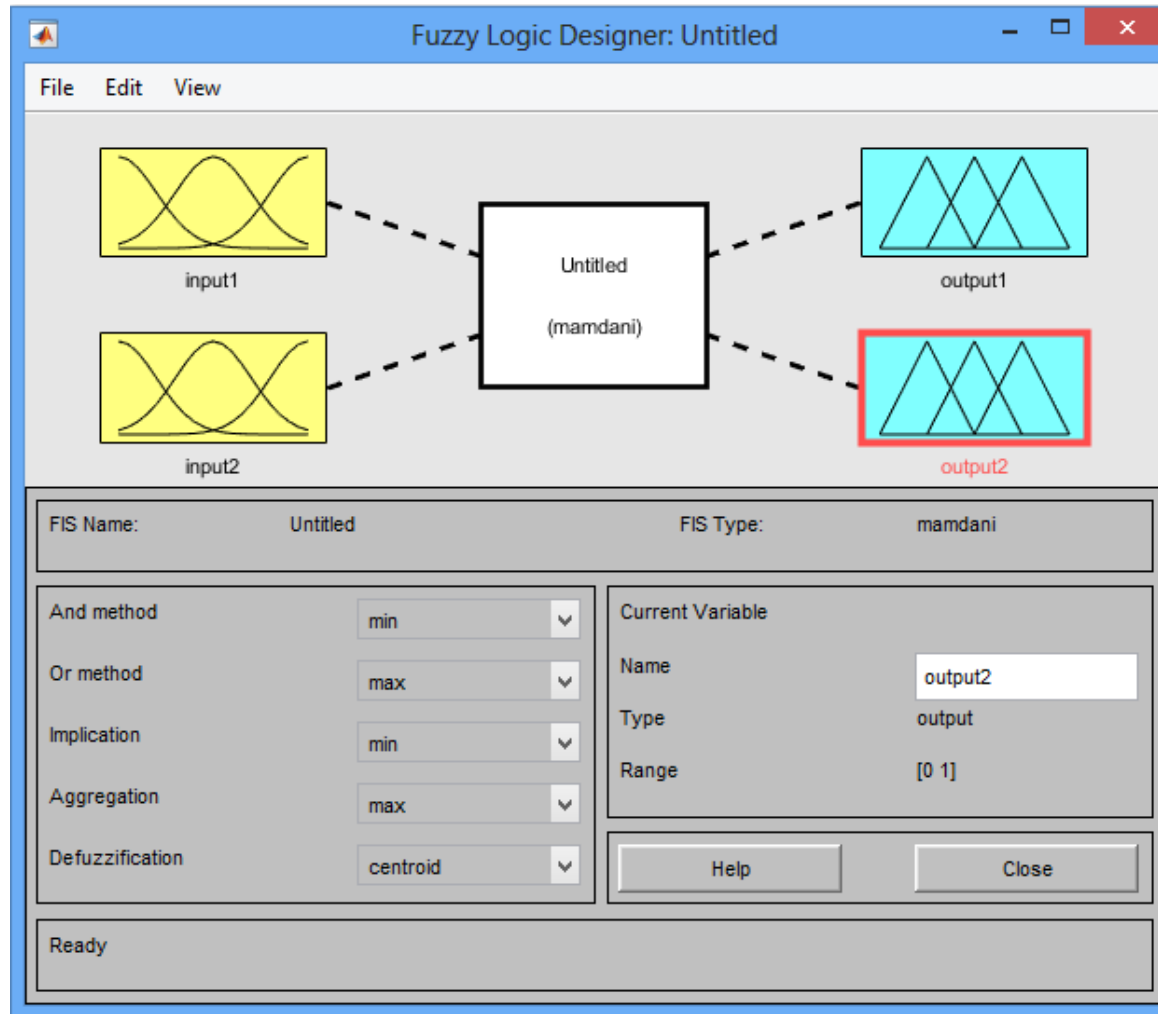 Fuzzy Logic Designer: Untitled
File Edit View
input1
input2
Untitled
(mamdani)
output1
output2
FIS Name: Untitled FIS Type: mamdani
And method min
Or method max
Implication min
Aggregation max
Defuzzification centroid
Current Variable
Name output2
Type output
Range [0 1]
Help Close
Ready